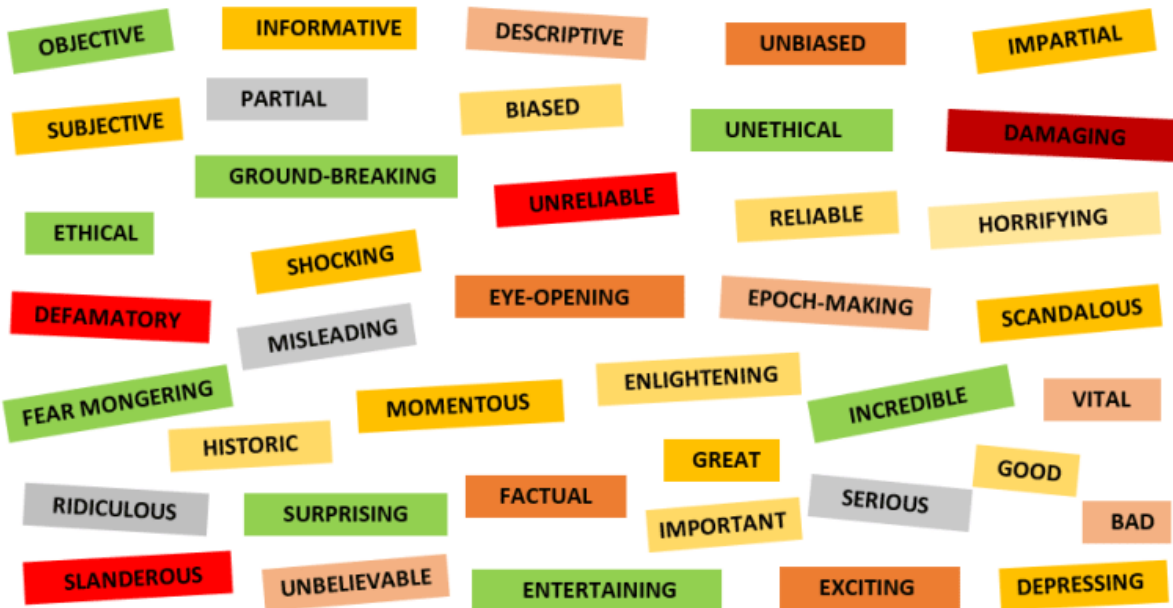 OBJECTIVE
INFORMATIVE
DESCRIPTIVE
UNBIASED
IMPARTIAL
SUBJECTIVE
PARTIAL
BIASED
UNETHICAL
DAMAGING
GROUND-BREAKING
UNRELIABLE
RELIABLE
HORRIFYING
ETHICAL
SHOCKING
EYE-OPENING
EPOCH-MAKING
SCANDALOUS
DEFAMATORY
MISLEADING
FEAR MONGERING
MOMENTOUS
ENLIGHTENING
INCREDIBLE
VITAL
HISTORIC
GREAT
GOOD
RIDICULOUS
SURPRISING
FACTUAL
IMPORTANT
SERIOUS
BAD
SLANDEROUS
UNBELIEVABLE
ENTERTAINING
EXCITING
DEPRESSING